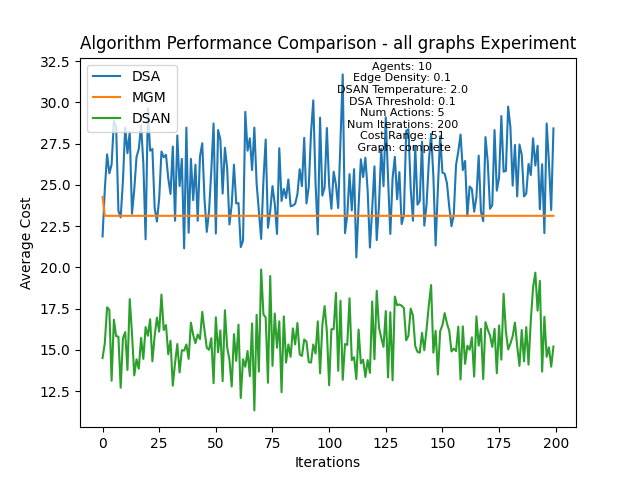 Algorithm Performance Comparison - all graphs Experiment
DSA
MGM
DSAN
Agents: 10
Edge Density: 0.1
DSAN Temperature: 2.0
DSA Threshold: 0.1
Num Actions: 5
Num Iterations: 200
Cost Range: 51
Graph: complete
Average Cost
32.5
30.0
27.5
25.0
22.5
20.0
17.5
15.0
12.5
0
25
50
75
100
125
150
175
200
Iterations